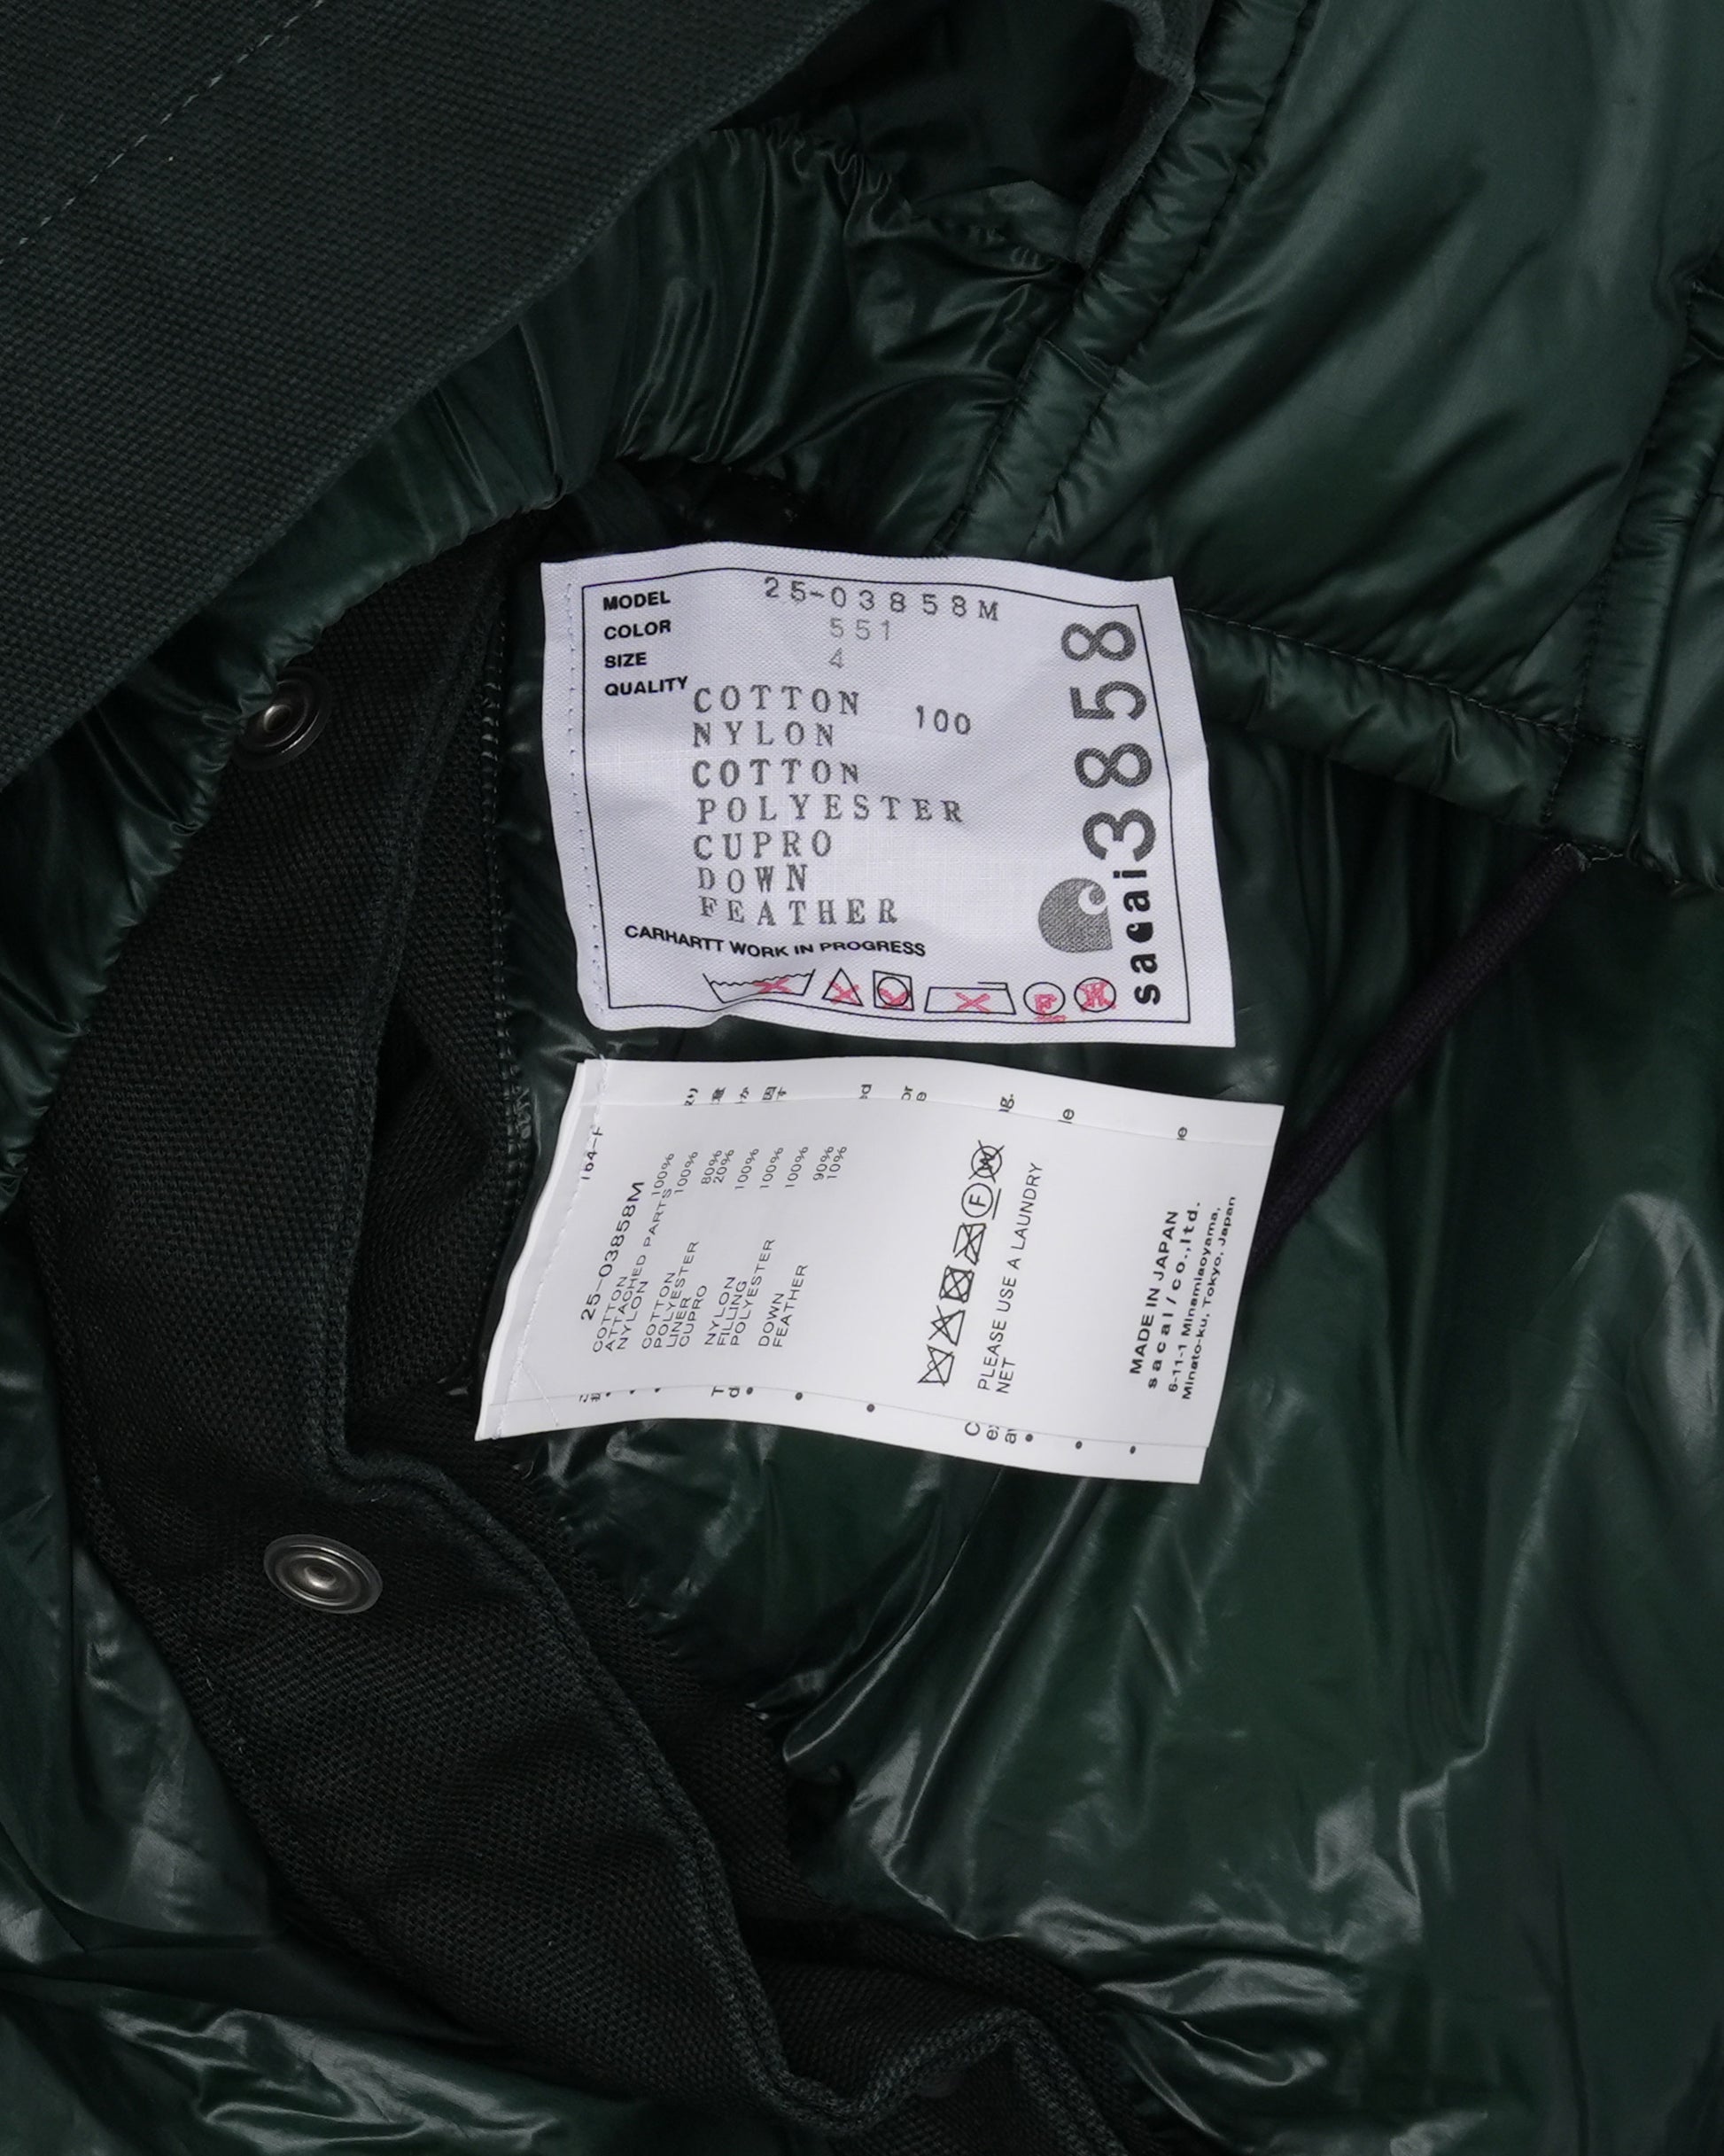 MODEL 25-03858M
COLOR 551
SIZE 4
QUALITY COTTON 100
NYLON
COTTON
POLYESTER
CUPRO
DOWN
FEATHER
CARHARTT WORK IN PROGRESS
sacai 3858
25-03858M
COTTON 100%
ATTACHED PARTS
NYLON 100%
COTTON 80%
POLYESTER 20%
LINER
CUPRO 100%
NYLON 100%
FILLING
POLYESTER 100%
DOWN 90%
FEATHER 10%
F
W
PLEASE USE A LAUNDRY
NET
MADE IN JAPAN
sacai/co.,ltd.
6-11-1 Minamiaoyama,
Minato-ku, Tokyo, Japan